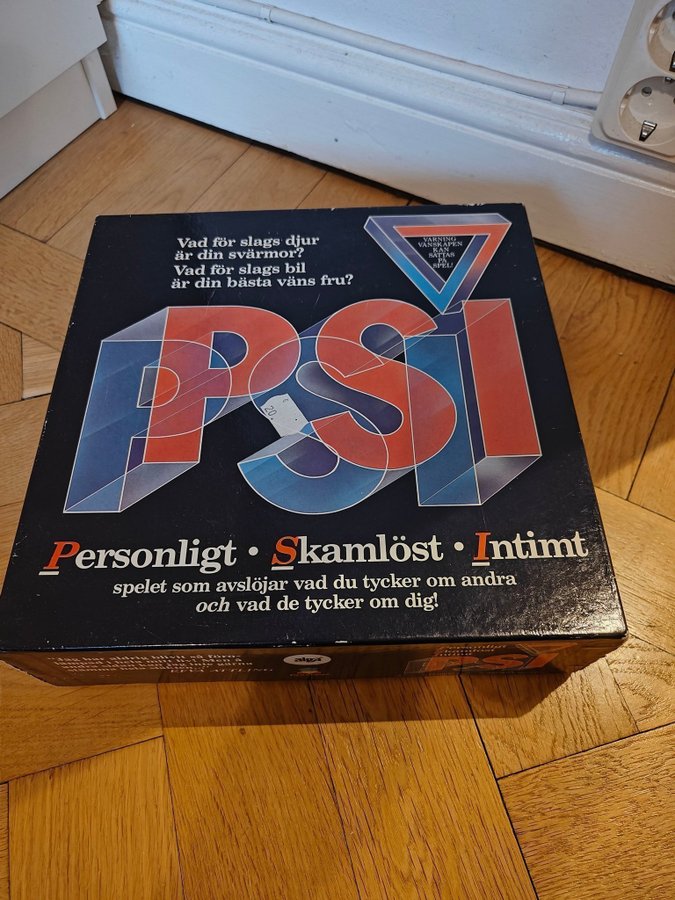 Vad för slags djur
är din svärmor?
Vad för slags bil
är din bästa väns fru?
VARNING
VÄNSKAPEN
KAN
SÄTTAS
PÅ
SPEL!
PSI
20.
Personligt • Skamlöst • Intimt
spelet som avslöjar vad du tycker om andra
och vad de tycker om dig!
alga
PSI